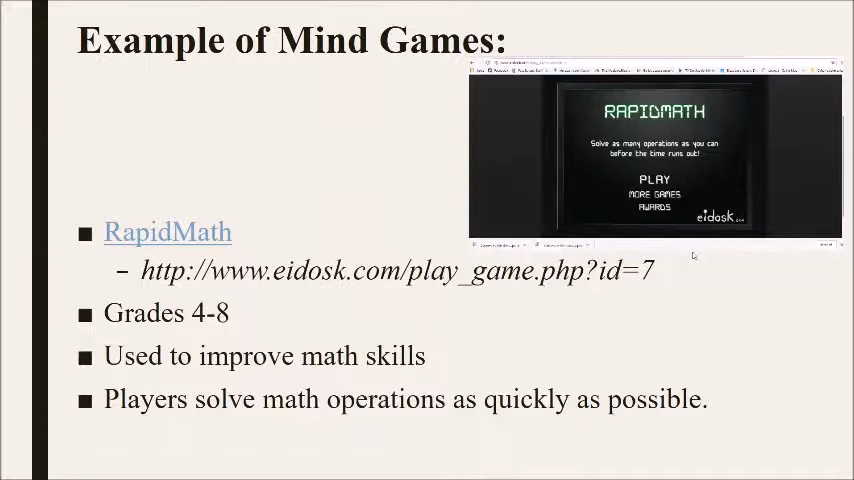 Example of Mind Games:
RAPIDMATH
Solve as many operations as you can
before the time runs out!
PLAY
MORE GAMES
AWARDS
eidosk.com
■ RapidMath
– http://www.eidosk.com/play_game.php?id=7
■ Grades 4-8
■ Used to improve math skills
■ Players solve math operations as quickly as possible.